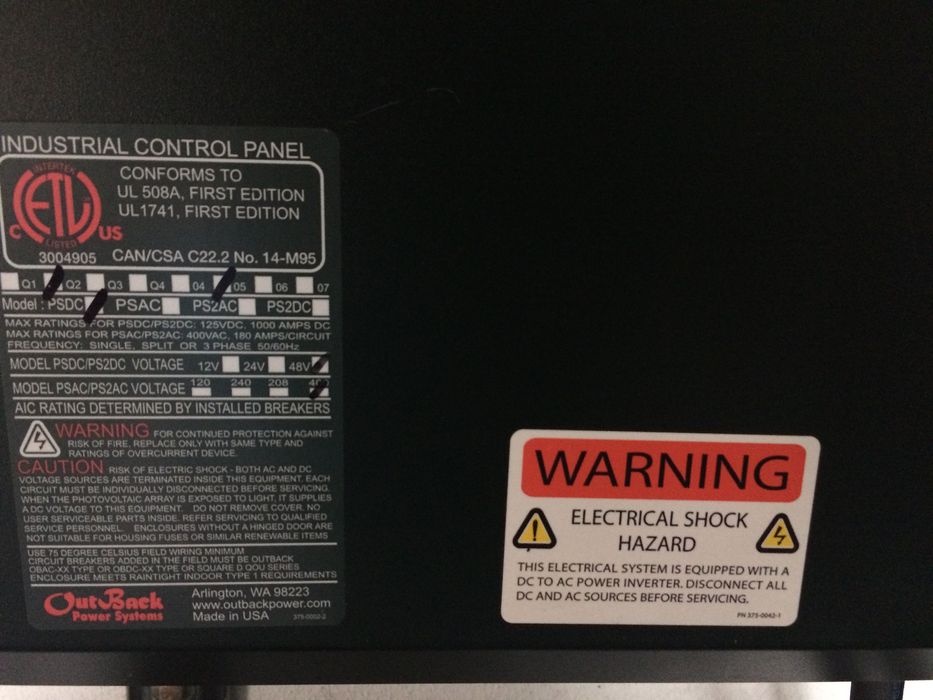 INDUSTRIAL CONTROL PANEL
INTERTEK
ETL
C US
LISTED
3004905
CONFORMS TO
UL 508A, FIRST EDITION
UL1741, FIRST EDITION
CAN/CSA C22.2 No. 14-M95
Q1 Q2 Q3 Q4 04 05 06 07
Model : PSDC PSAC PS2AC PS2DC
MAX RATINGS FOR PSDC/PS2DC: 125VDC, 1000 AMPS DC
MAX RATINGS FOR PSAC/PS2AC: 400VAC, 180 AMPS/CIRCUIT
FREQUENCY: SINGLE, SPLIT OR 3 PHASE 50/60Hz
MODEL PSDC/PS2DC VOLTAGE 12V 24V 48V
MODEL PSAC/PS2AC VOLTAGE 120 240 208
AIC RATING DETERMINED BY INSTALLED BREAKERS
WARNING FOR CONTINUED PROTECTION AGAINST
RISK OF FIRE, REPLACE ONLY WITH SAME TYPE AND
RATINGS OF OVERCURRENT DEVICE.
CAUTION RISK OF ELECTRIC SHOCK - BOTH AC AND DC
VOLTAGE SOURCES ARE TERMINATED INSIDE THIS EQUIPMENT. EACH
CIRCUIT MUST BE INDIVIDUALLY DISCONNECTED BEFORE SERVICING.
WHEN THE PHOTOVOLTAIC ARRAY IS EXPOSED TO LIGHT, IT SUPPLIES
A DC VOLTAGE TO THIS EQUIPMENT. DO NOT REMOVE COVER. NO
USER SERVICEABLE PARTS INSIDE. REFER SERVICING TO QUALIFIED
SERVICE PERSONNEL. ENCLOSURES WITHOUT A HINGED DOOR ARE
NOT SUITABLE FOR HOUSING FUSES OR SIMILAR RENEWABLE ITEMS
USE 75 DEGREE CELSIUS FIELD WIRING MINIMUM
CIRCUIT BREAKERS ADDED IN THE FIELD MUST BE OUTBACK
OBAC-XX TYPE OR OBDC-XX TYPE OR SQUARE D QOU SERIES
ENCLOSURE MEETS RAINTIGHT INDOOR TYPE 1 REQUIREMENTS
OutBack
Power Systems
Arlington, WA 98223
www.outbackpower.com
Made in USA
375-0002-2
WARNING
ELECTRICAL SHOCK
HAZARD
THIS ELECTRICAL SYSTEM IS EQUIPPED WITH A
DC TO AC POWER INVERTER. DISCONNECT ALL
DC AND AC SOURCES BEFORE SERVICING.
PN 375-0042-1